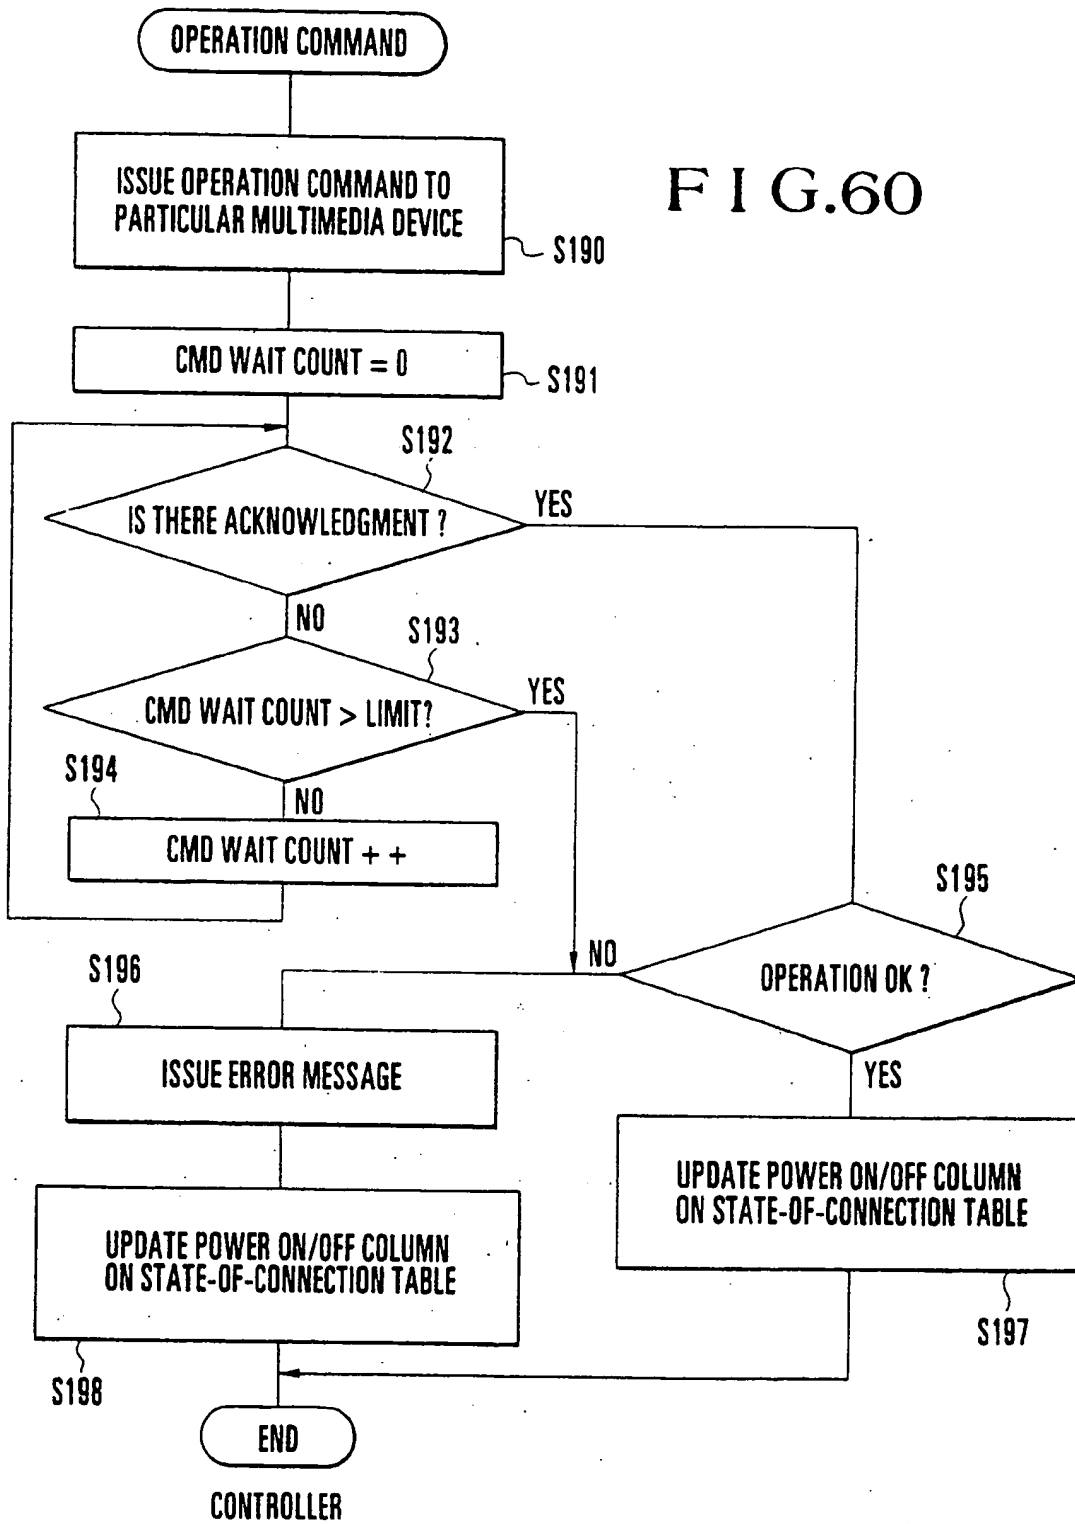 OPERATION COMMAND
F I G.60
ISSUE OPERATION COMMAND TO
PARTICULAR MULTIMEDIA DEVICE
S190
CMD WAIT COUNT = 0
S191
S192
IS THERE ACKNOWLEDGMENT ?
YES
NO
S193
CMD WAIT COUNT > LIMIT?
YES
S194
NO
CMD WAIT COUNT + +
S195
S196
NO
OPERATION OK ?
ISSUE ERROR MESSAGE
YES
UPDATE POWER ON/OFF COLUMN
ON STATE-OF-CONNECTION TABLE
S197
UPDATE POWER ON/OFF COLUMN
ON STATE-OF-CONNECTION TABLE
S198
END
CONTROLLER